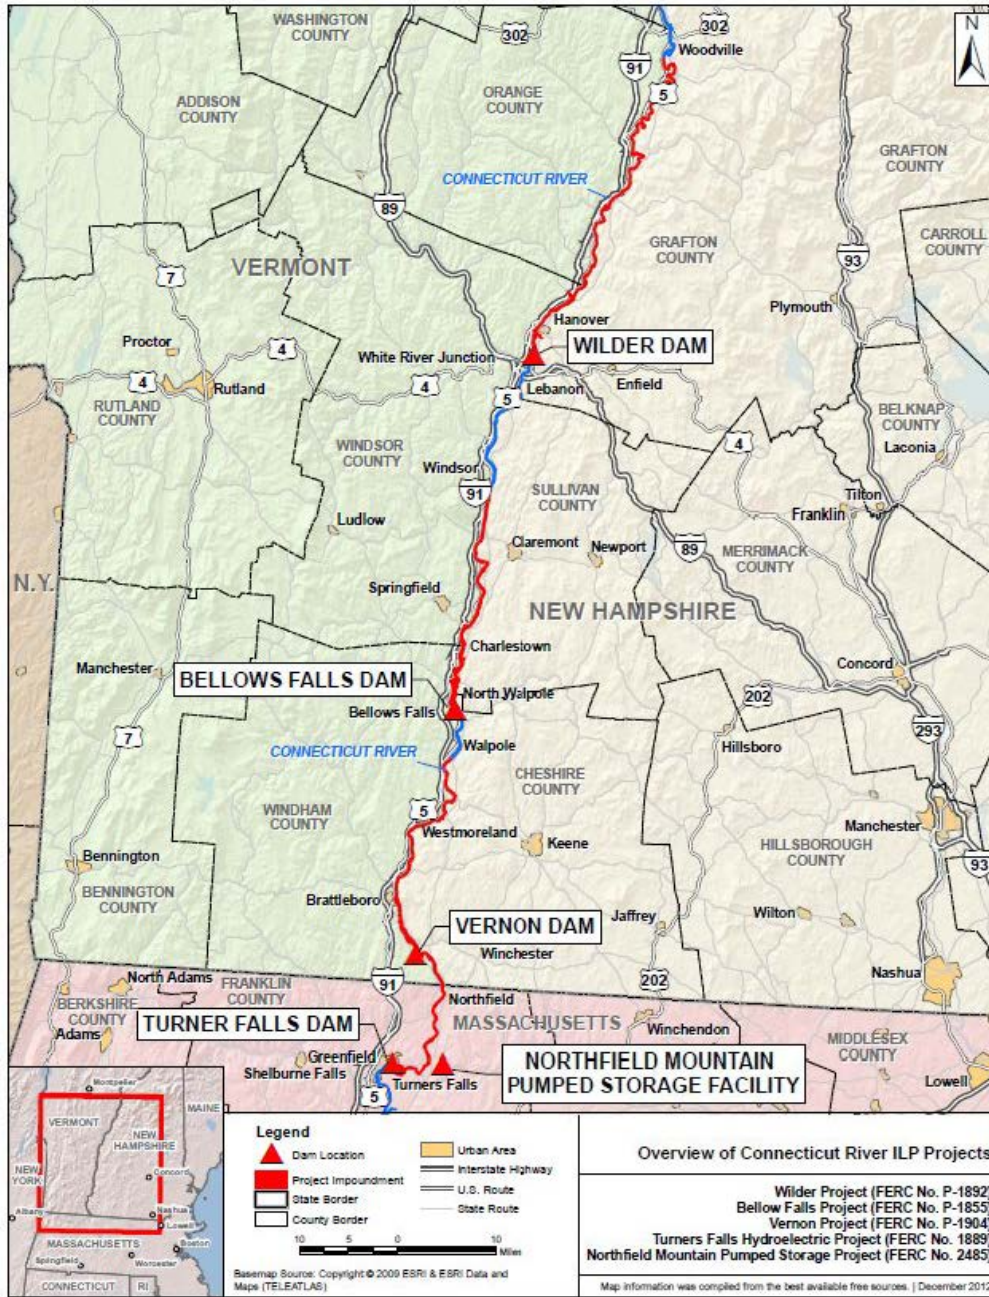 WASHINGTON
COUNTY
302
302
N
Woodville
91
5
ADDISON
COUNTY
ORANGE
COUNTY
GRAFTON
COUNTY
CONNECTICUT RIVER
89
CARROLL
COUNTY
GRAFTON
COUNTY
93
VERMONT
7
Plymouth
Hanover
Proctor
4
White River Junction
WILDER DAM
4
Rutland
4
Lebanon
Enfield
5
RUTLAND
COUNTY
BELKNAP
COUNTY
WINDSOR
COUNTY
4
Laconia
Windsor
91
SULLIVAN
COUNTY
Tilton
Franklin
Ludlow
Claremont
Newport
89
MERRIMACK
COUNTY
N.Y.
Springfield
NEW HAMPSHIRE
Charlestown
Manchester
BELLOWS FALLS DAM
Concord
North Walpole
202
Bellows Falls
7
Walpole
Hillsboro
293
CONNECTICUT RIVER
CHESHIRE
COUNTY
WINDHAM
COUNTY
5
Westmoreland
Manchester
Keene
HILLSBOROUGH
COUNTY
Bennington
93
BENNINGTON
COUNTY
Brattleboro
Jaffrey
Wilton
VERNON DAM
Winchester
Nashua
North Adams
FRANKLIN
COUNTY
91
202
BERKSHIRE
COUNTY
Northfield
MASSACHUSETTS
Winchendon
Adams
TURNER FALLS DAM
MIDDLESEX
COUNTY
Greenfield
Shelburne Falls
Turners Falls
NORTHFIELD MOUNTAIN
PUMPED STORAGE FACILITY
Lowell
5
Montpelier
VERMONT
MAINE
NEW
HAMPSHIRE
NEW
YORK
Concord
Albany
Nashua
Lowell
MASSACHUSETTS
Boston
Springfield
Worcester
CONNECTICUT
RI
Legend
Dam Location
Project Impoundment
State Border
County Border
Urban Area
Interstate Highway
U.S. Route
State Route
10 5 0 10
Miles
Basemap Source: Copyright © 2009 ESRI & ESRI Data and
Maps (TELEATLAS)
Overview of Connecticut River ILP Projects
Wilder Project (FERC No. P-1892)
Bellow Falls Project (FERC No. P-1855)
Vernon Project (FERC No. P-1904)
Turners Falls Hydroelectric Project (FERC No. 1889)
Northfield Mountain Pumped Storage Project (FERC No. 2485)
Map information was compiled from the best available free sources. | December 2012